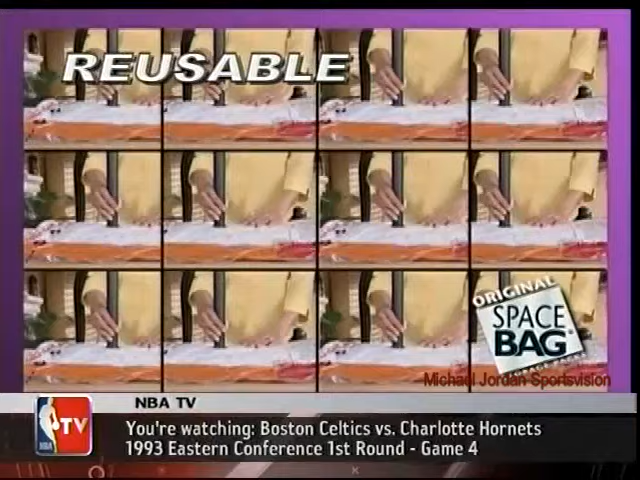 REUSABLE
ORIGINAL
SPACE
BAG
Michael Jordan Sportsvision
NBA TV
TV
NBA
You're watching: Boston Celtics vs. Charlotte Hornets
1993 Eastern Conference 1st Round - Game 4